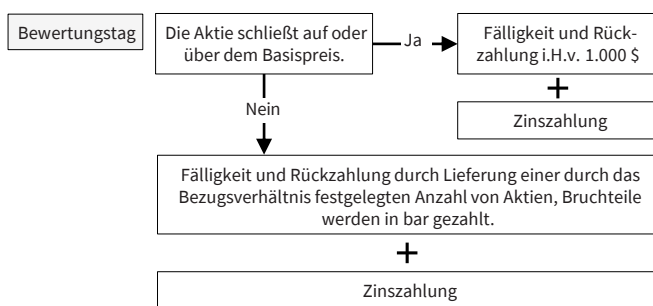 Bewertungstag
Die Aktie schließt auf oder
über dem Basispreis.
Ja
Fälligkeit und Rück-
zahlung i.H.v. 1.000 $
+
Zinszahlung
Nein
Fälligkeit und Rückzahlung durch Lieferung einer durch das
Bezugsverhältnis festgelegten Anzahl von Aktien, Bruchteile
werden in bar gezahlt.
+
Zinszahlung